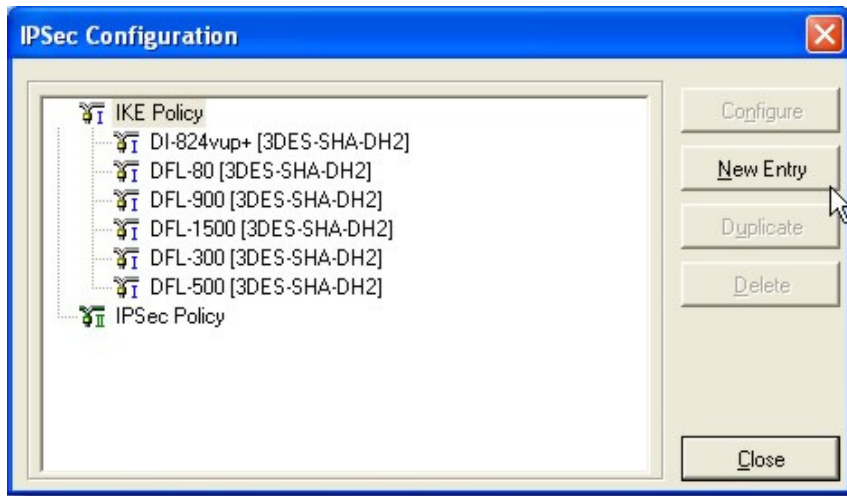 IPSec Configuration
IKE Policy
DI-824vup+ [3DES-SHA-DH2]
DFL-80 [3DES-SHA-DH2]
DFL-900 [3DES-SHA-DH2]
DFL-1500 [3DES-SHA-DH2]
DFL-300 [3DES-SHA-DH2]
DFL-500 [3DES-SHA-DH2]
IPSec Policy
Configure
New Entry
Duplicate
Delete
Close